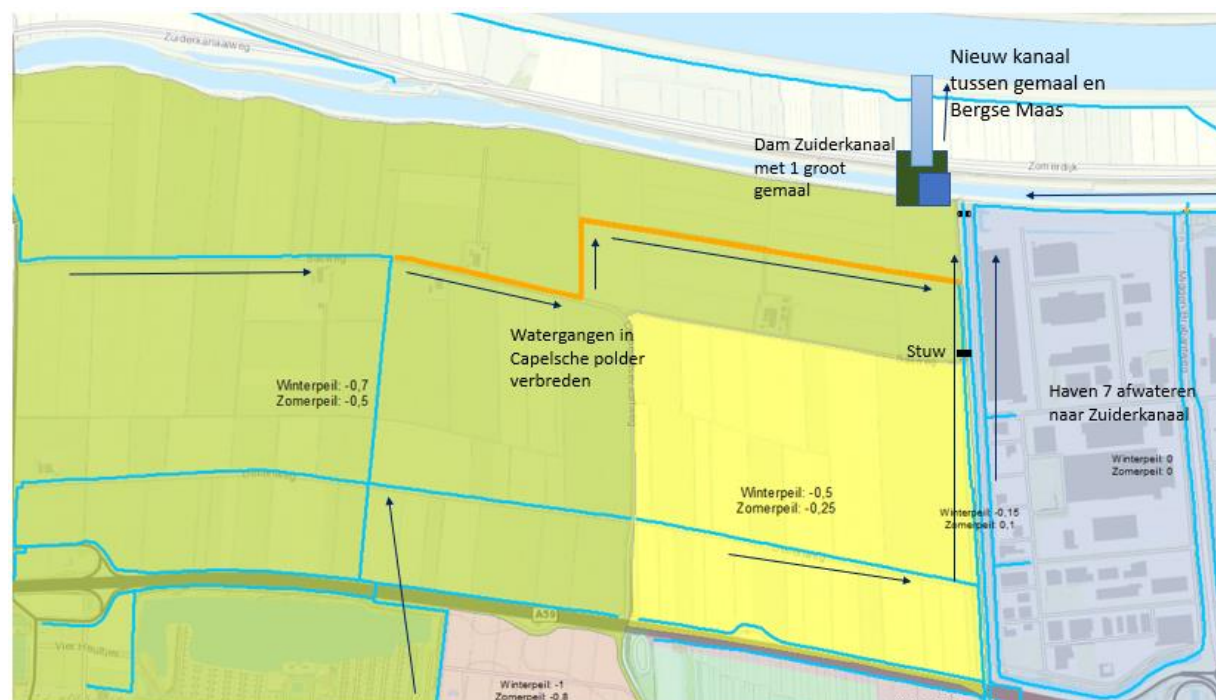 Zuiderkanaalweg
Nieuw kanaal
tussen gemaal en
Bergse Maas
Dam Zuiderkanaal
met 1 groot
gemaal
Zomerdijk
Watergangen in
Capelsche polder
verbreden
Stuw
Winterpeil: -0,7
Zomerpeil: -0,5
Haven 7 afwateren
naar Zuiderkanaal
Winterpeil: 0
Zomerpeil: 0
Winterpeil: -0,5
Zomerpeil: -0,25
Winterpeil: -0,15
Zomerpeil: 0,1
A59
Winterpeil: -1
Zomerpeil: -0,8